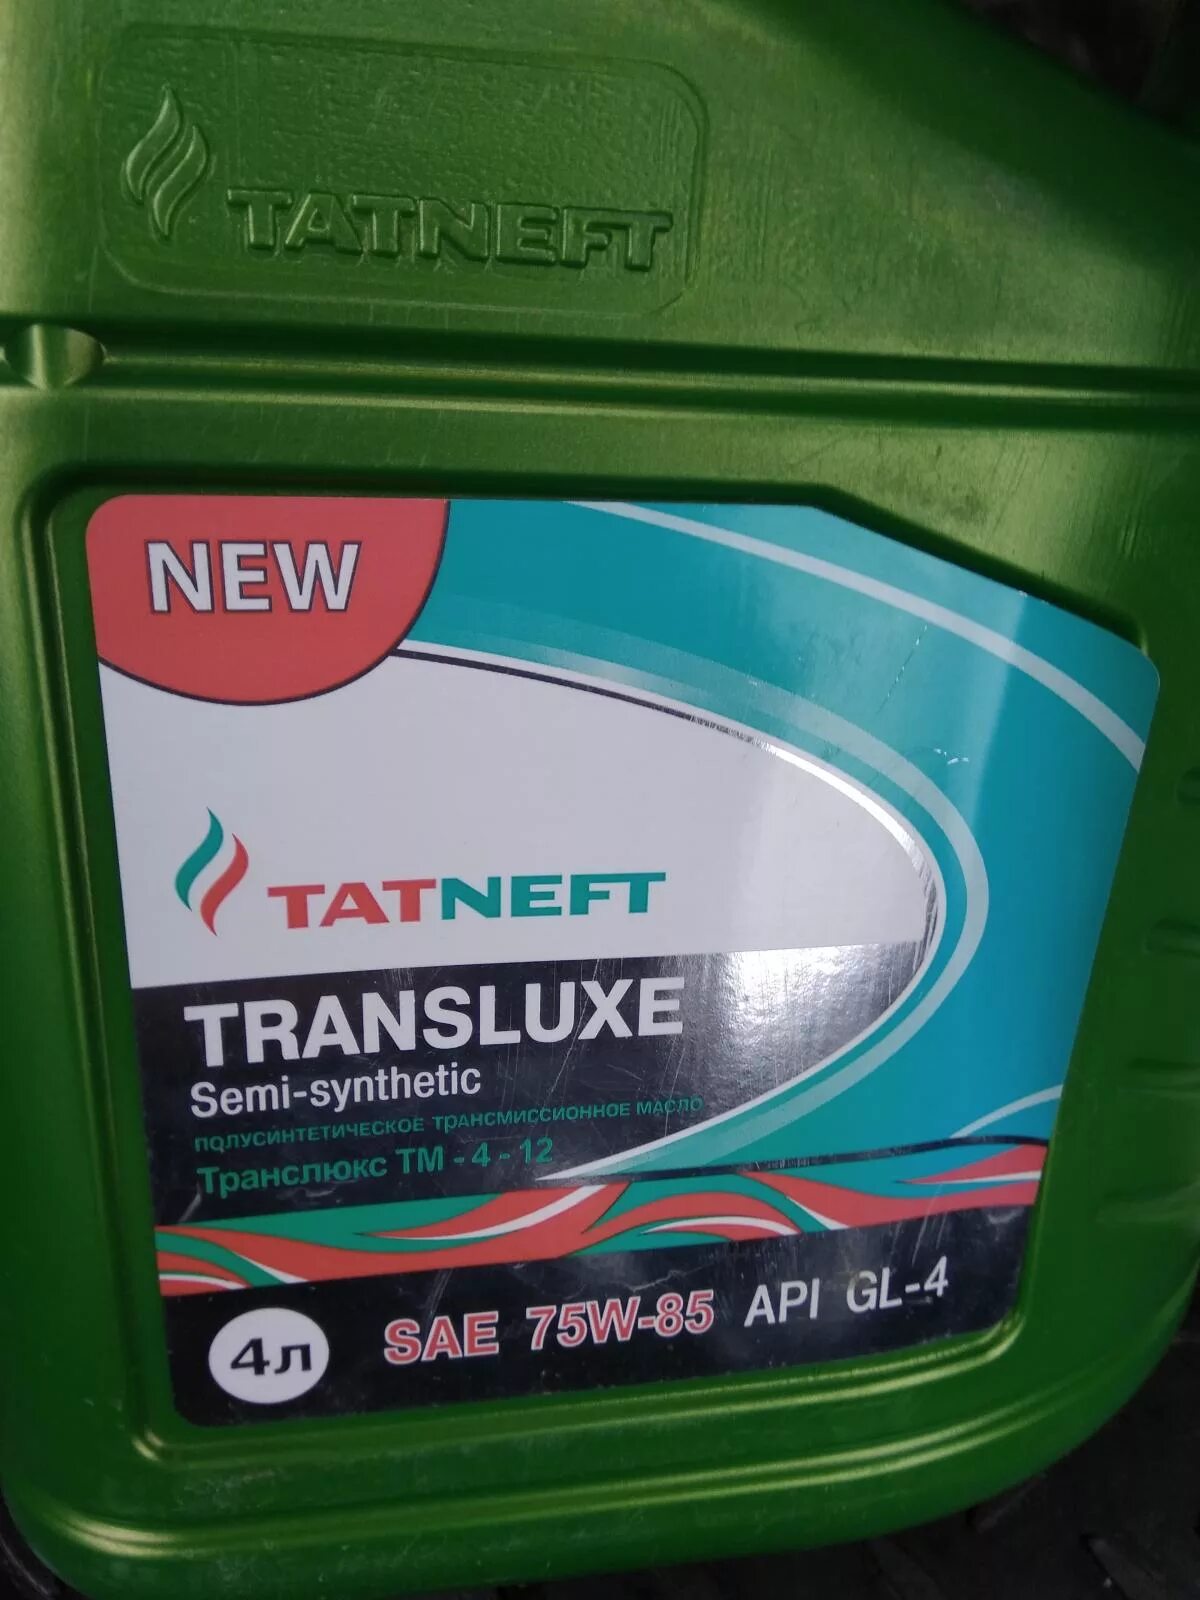 TATNEFT
NEW
TATNEFT
TRANSLUXE
Semi-synthetic
ПОЛУСИНТЕТИЧЕСКОЕ ТРАНСМИССИОННОЕ МАСЛО
Транслюкс ТМ - 4 - 12
4л SAE 75W-85 API GL-4